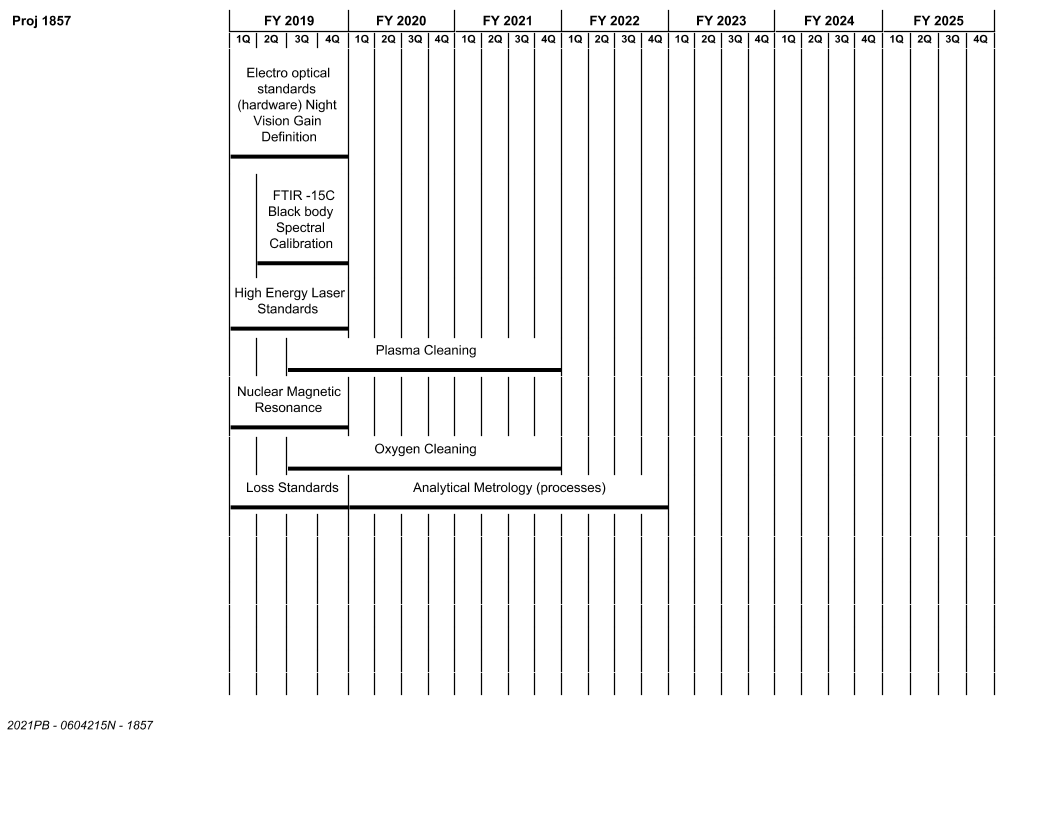 Proj 1857
FY 2019 FY 2020 FY 2021 FY 2022 FY 2023 FY 2024 FY 2025
1Q 2Q 3Q 4Q 1Q 2Q 3Q 4Q 1Q 2Q 3Q 4Q 1Q 2Q 3Q 4Q 1Q 2Q 3Q 4Q 1Q 2Q 3Q 4Q 1Q 2Q 3Q 4Q
Electro optical
standards
(hardware) Night
Vision Gain
Definition
FTIR -15C
Black body
Spectral
Calibration
High Energy Laser
Standards
Plasma Cleaning
Nuclear Magnetic
Resonance
Oxygen Cleaning
Loss Standards Analytical Metrology (processes)
2021PB - 0604215N - 1857